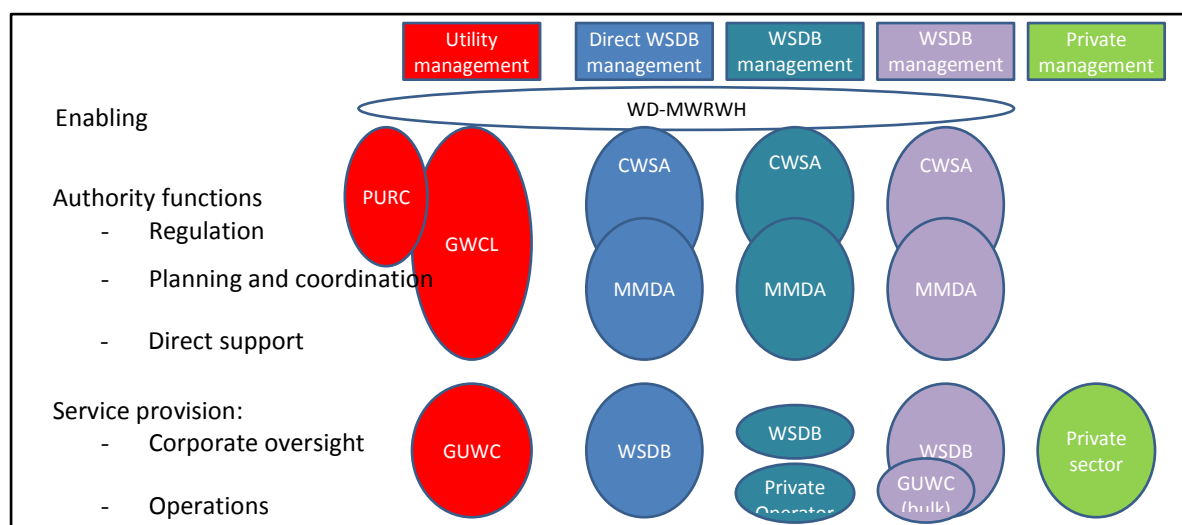 Utility management
Direct WSDB management
WSDB management
WSDB management
Private management
Enabling
WD-MWRWH
Authority functions
- Regulation
- Planning and coordination
- Direct support
PURC
GWCL
CWSA
CWSA
CWSA
MMDA
MMDA
MMDA
Service provision:
- Corporate oversight
- Operations
GUWC
WSDB
WSDB
Private Operator
WSDB
GUWC (bulk)
Private sector